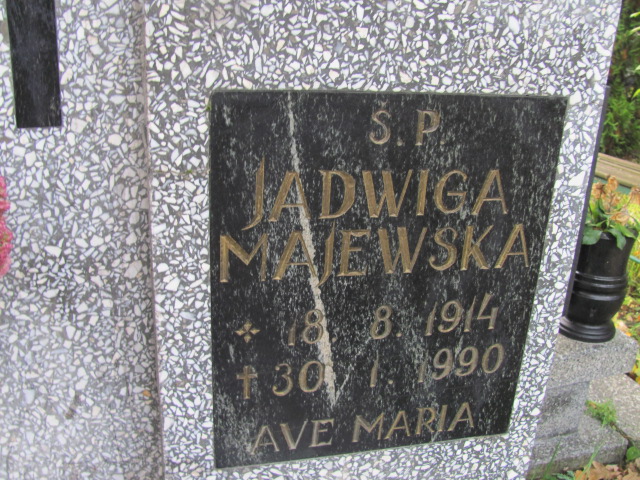 Ś. P.
JADWIGA
MAJEWSKA
18. 8. 1914
✝ 30. 1. 1990
AVE MARIA